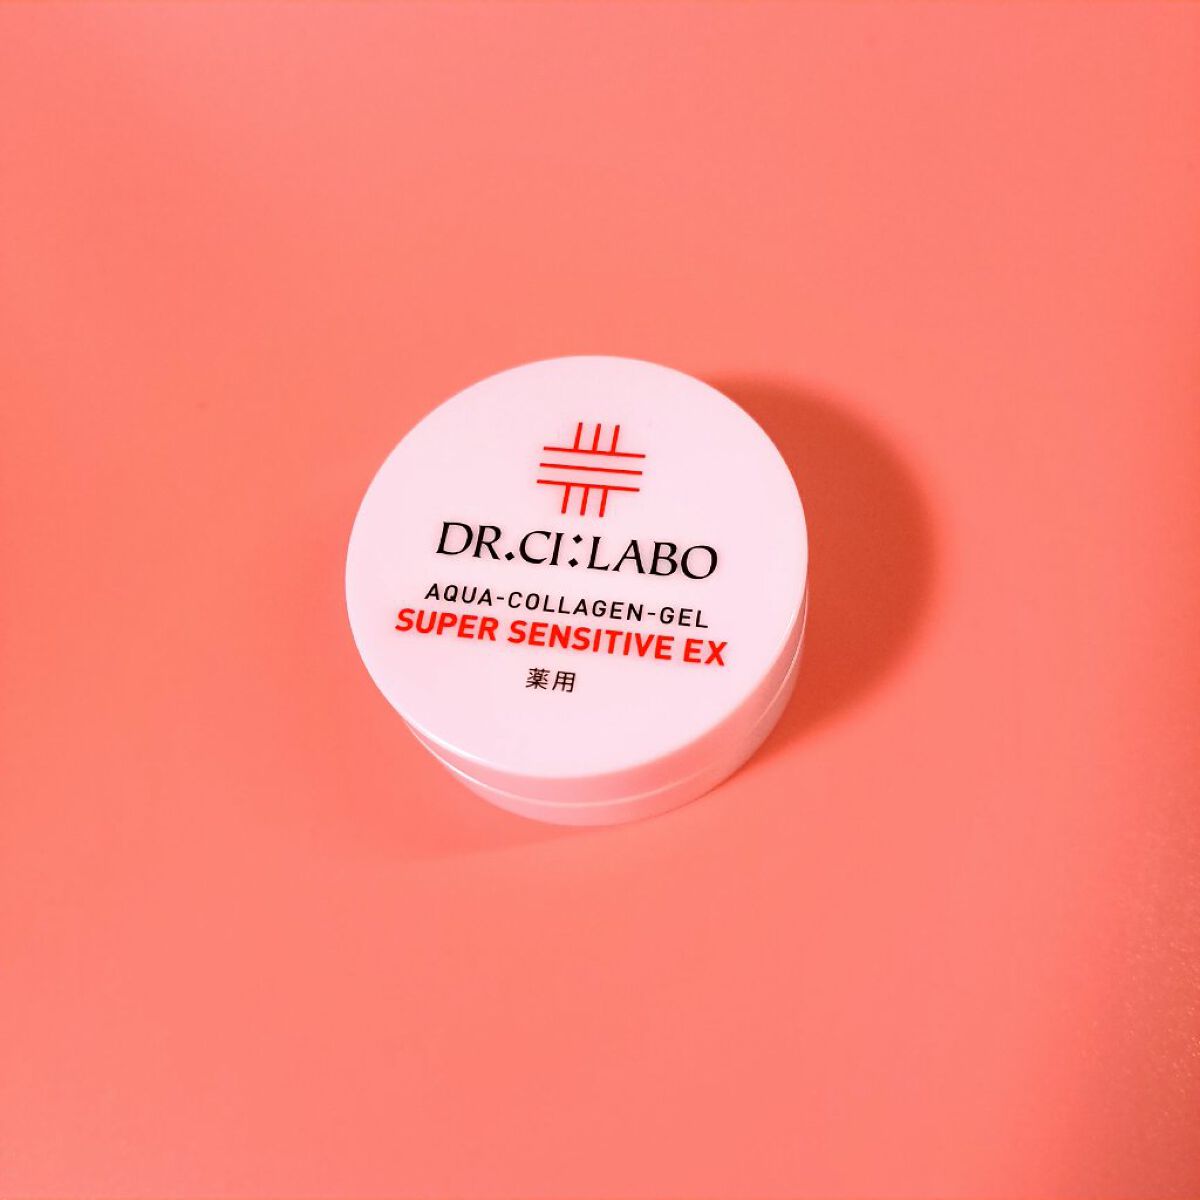 DR.CI:LABO
AQUA-COLLAGEN-GEL
SUPER SENSITIVE EX
薬用